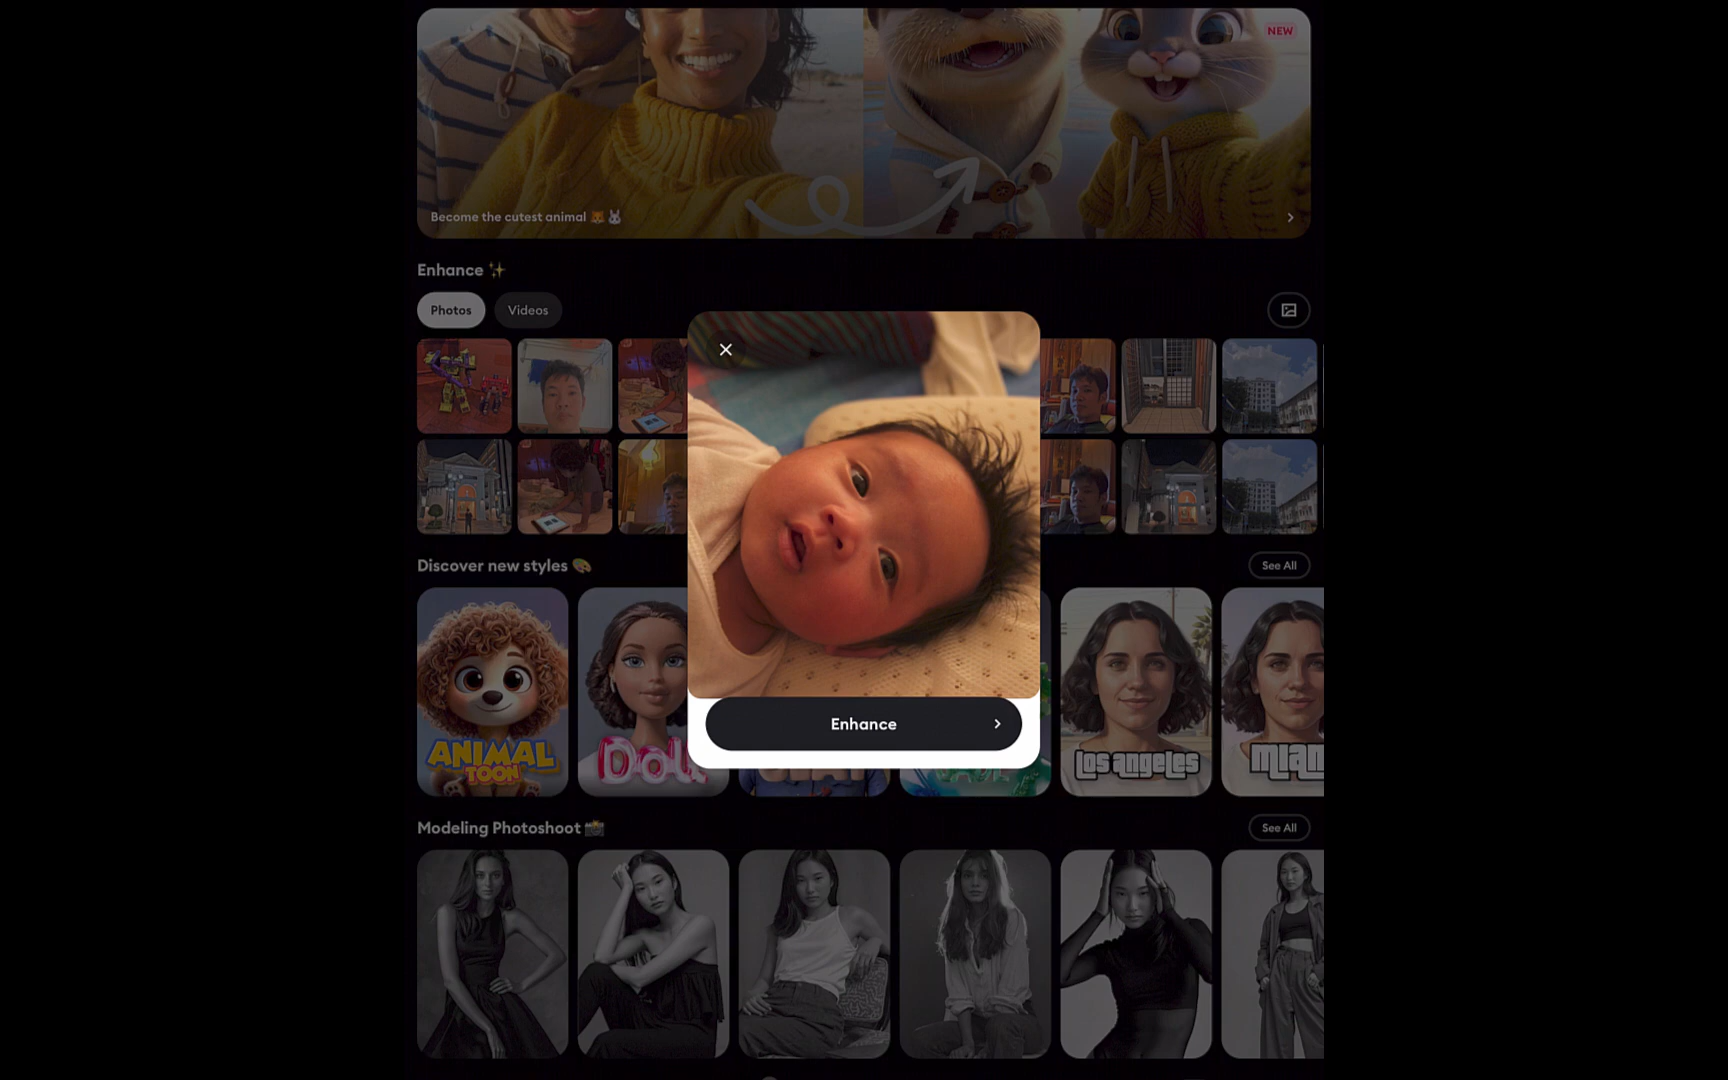 NEW
Become the cutest animal 🦊🐰
Enhance ✨
Photos
Videos
Enhance
Discover new styles 🎨
See All
ANIMAL
TOON
Doll
Los angeles
miam
Modeling Photoshoot 📸
See All